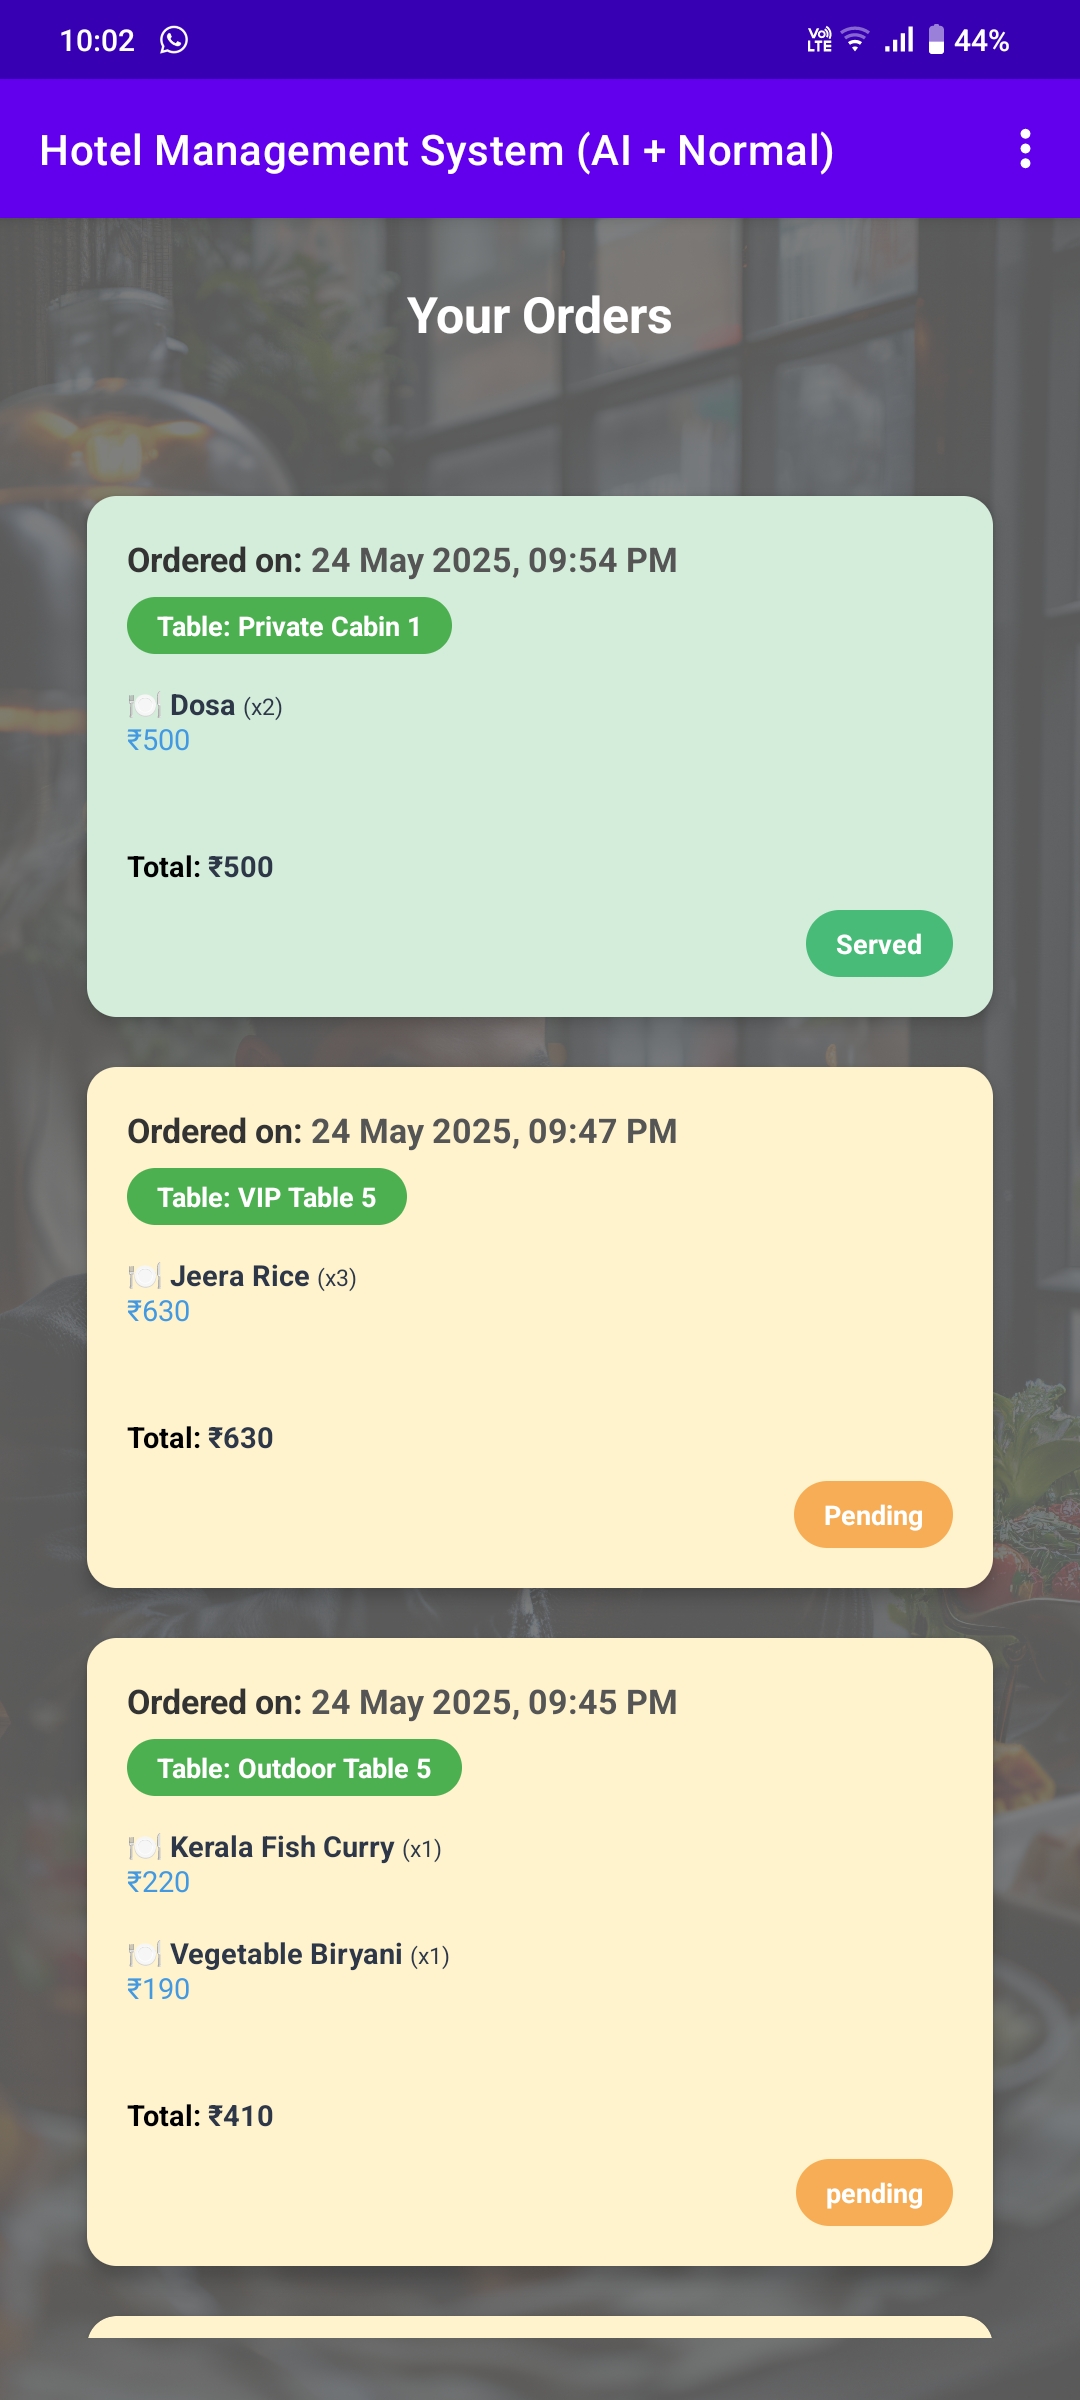 10:02
Vo)) LTE 44%
Hotel Management System (AI + Normal)
Your Orders
Ordered on: 24 May 2025, 09:54 PM
Table: Private Cabin 1
🍽️ Dosa (x2)
₹500
Total: ₹500
Served
Ordered on: 24 May 2025, 09:47 PM
Table: VIP Table 5
🍽️ Jeera Rice (x3)
₹630
Total: ₹630
Pending
Ordered on: 24 May 2025, 09:45 PM
Table: Outdoor Table 5
🍽️ Kerala Fish Curry (x1)
₹220
🍽️ Vegetable Biryani (x1)
₹190
Total: ₹410
pending